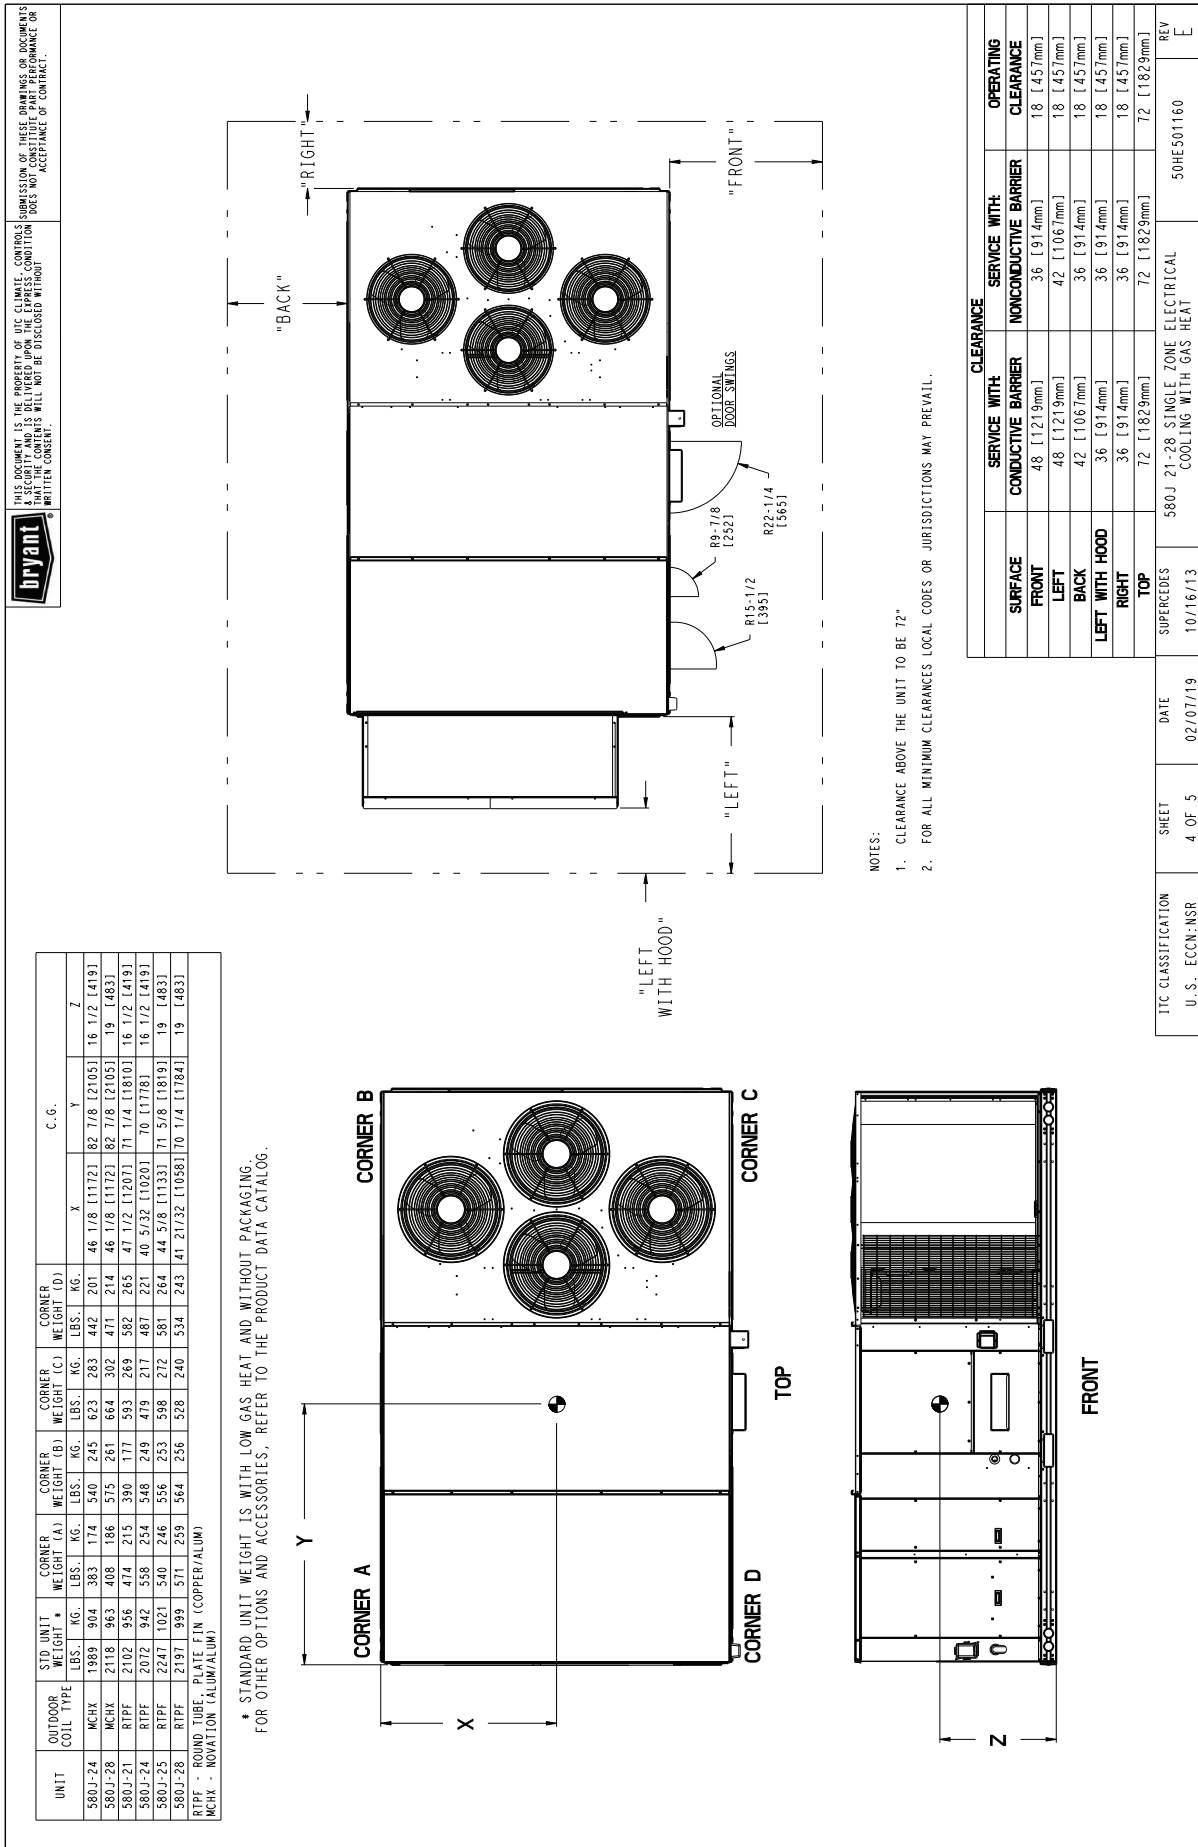 bryant
THIS DOCUMENT IS THE PROPERTY OF UTC CLIMATE, CONTROLS
& SECURITY AND IS DELIVERED UPON THE EXPRESS CONDITION
THAT THE CONTENTS WILL NOT BE DISCLOSED WITHOUT
WRITTEN CONSENT.
SUBMISSION OF THESE DRAWINGS OR DOCUMENTS
DOES NOT CONSTITUTE PART PERFORMANCE OR
ACCEPTANCE OF CONTRACT.
UNIT OUTDOOR COIL TYPE STD UNIT WEIGHT * CORNER WEIGHT (A) CORNER WEIGHT (B) CORNER WEIGHT (C) CORNER WEIGHT (D) C.G.
LBS. KG. LBS. KG. LBS. KG. LBS. KG. LBS. KG. X Y Z
580J-24 MCHX 1989 904 383 174 540 245 623 283 442 201 46 1/8 [1172] 82 7/8 [2105] 16 1/2 [419]
580J-28 MCHX 2118 963 408 186 575 261 664 302 471 214 46 1/8 [1172] 82 7/8 [2105] 19 [483]
580J-21 RTPF 2102 956 474 215 390 177 593 269 582 265 47 1/2 [1207] 71 1/4 [1810] 16 1/2 [419]
580J-24 RTPF 2072 942 558 254 548 249 479 217 487 221 40 5/32 [1020] 70 [1778] 16 1/2 [419]
580J-25 RTPF 2247 1021 540 246 556 253 598 272 581 264 44 5/8 [1133] 71 5/8 [1819] 19 [483]
580J-28 RTPF 2197 999 571 259 564 256 528 240 534 243 41 21/32 [1058] 70 1/4 [1784] 19 [483]
RTPF - ROUND TUBE, PLATE FIN (COPPER/ALUM)
MCHX - NOVATION (ALUM/ALUM)
* STANDARD UNIT WEIGHT IS WITH LOW GAS HEAT AND WITHOUT PACKAGING.
FOR OTHER OPTIONS AND ACCESSORIES, REFER TO THE PRODUCT DATA CATALOG.
Y
X
CORNER A
CORNER B
CORNER D
CORNER C
TOP
Z
FRONT
"BACK"
"RIGHT"
"FRONT"
"LEFT"
"LEFT
WITH HOOD"
OPTIONAL
DOOR SWINGS
R15-1/2
[395]
R9-7/8
[252]
R22-1/4
[565]
NOTES:
1. CLEARANCE ABOVE THE UNIT TO BE 72"
2. FOR ALL MINIMUM CLEARANCES LOCAL CODES OR JURISDICTIONS MAY PREVAIL.
CLEARANCE
SURFACE SERVICE WITH: CONDUCTIVE BARRIER SERVICE WITH: NONCONDUCTIVE BARRIER OPERATING CLEARANCE
FRONT 48 [1219mm] 36 [914mm] 18 [457mm]
LEFT 48 [1219mm] 42 [1067mm] 18 [457mm]
BACK 42 [1067mm] 36 [914mm] 18 [457mm]
LEFT WITH HOOD 36 [914mm] 36 [914mm] 18 [457mm]
RIGHT 36 [914mm] 36 [914mm] 18 [457mm]
TOP 72 [1829mm] 72 [1829mm] 72 [1829mm]
ITC CLASSIFICATION SHEET DATE SUPERCEDES 580J 21-28 SINGLE ZONE ELECTRICAL 50HE501160 REV
U.S. ECCN:NSR 4 OF 5 02/07/19 10/16/13 COOLING WITH GAS HEAT E